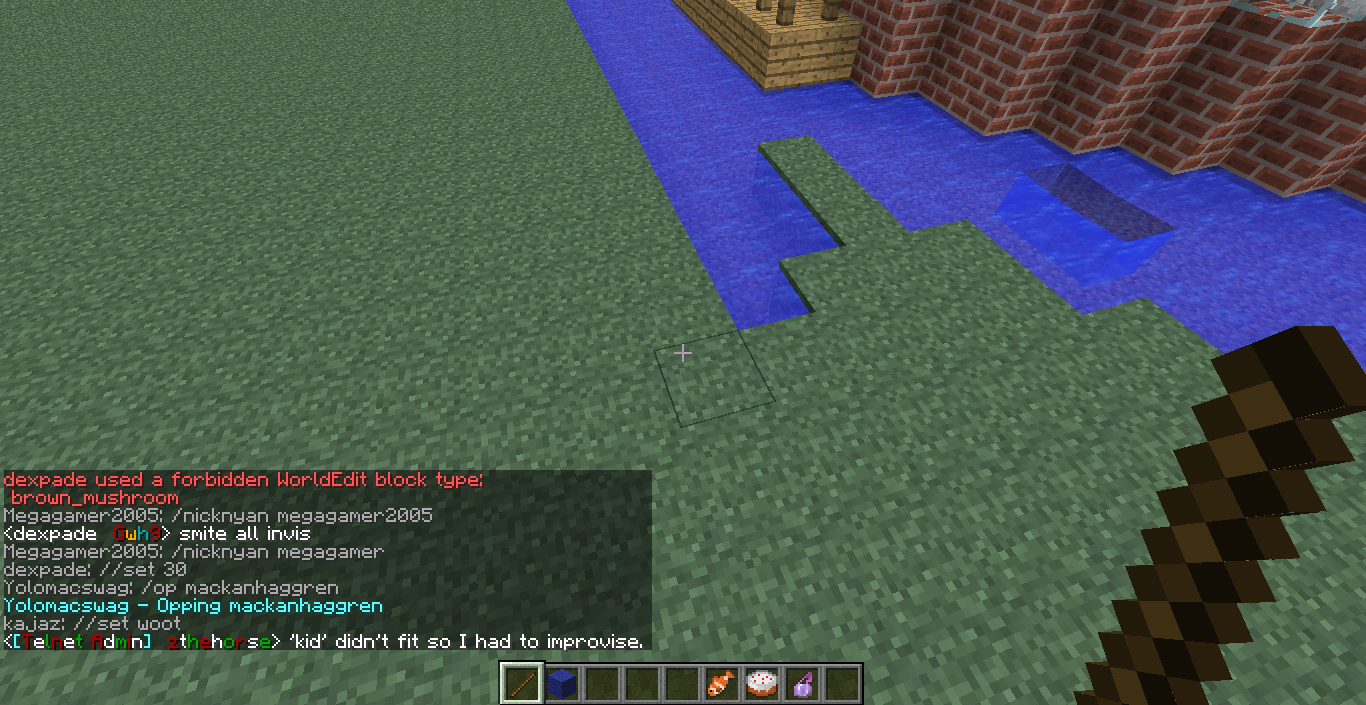 dexpade used a forbidden WorldEdit block type:
brown_mushroom
Megagamer2005: /nicknyan megagamer2005
<dexpade Gwh9> smite all invis
Megagamer2005: /nicknyan megagamer
dexpade: //set 30
Yolomacswag: /op mackanhaggren
Yolomacswag - Opping mackanhaggren
kajaz: //set woot
<[Telnet Admin] zthehorse> 'kid' didn't fit so I had to improvise.